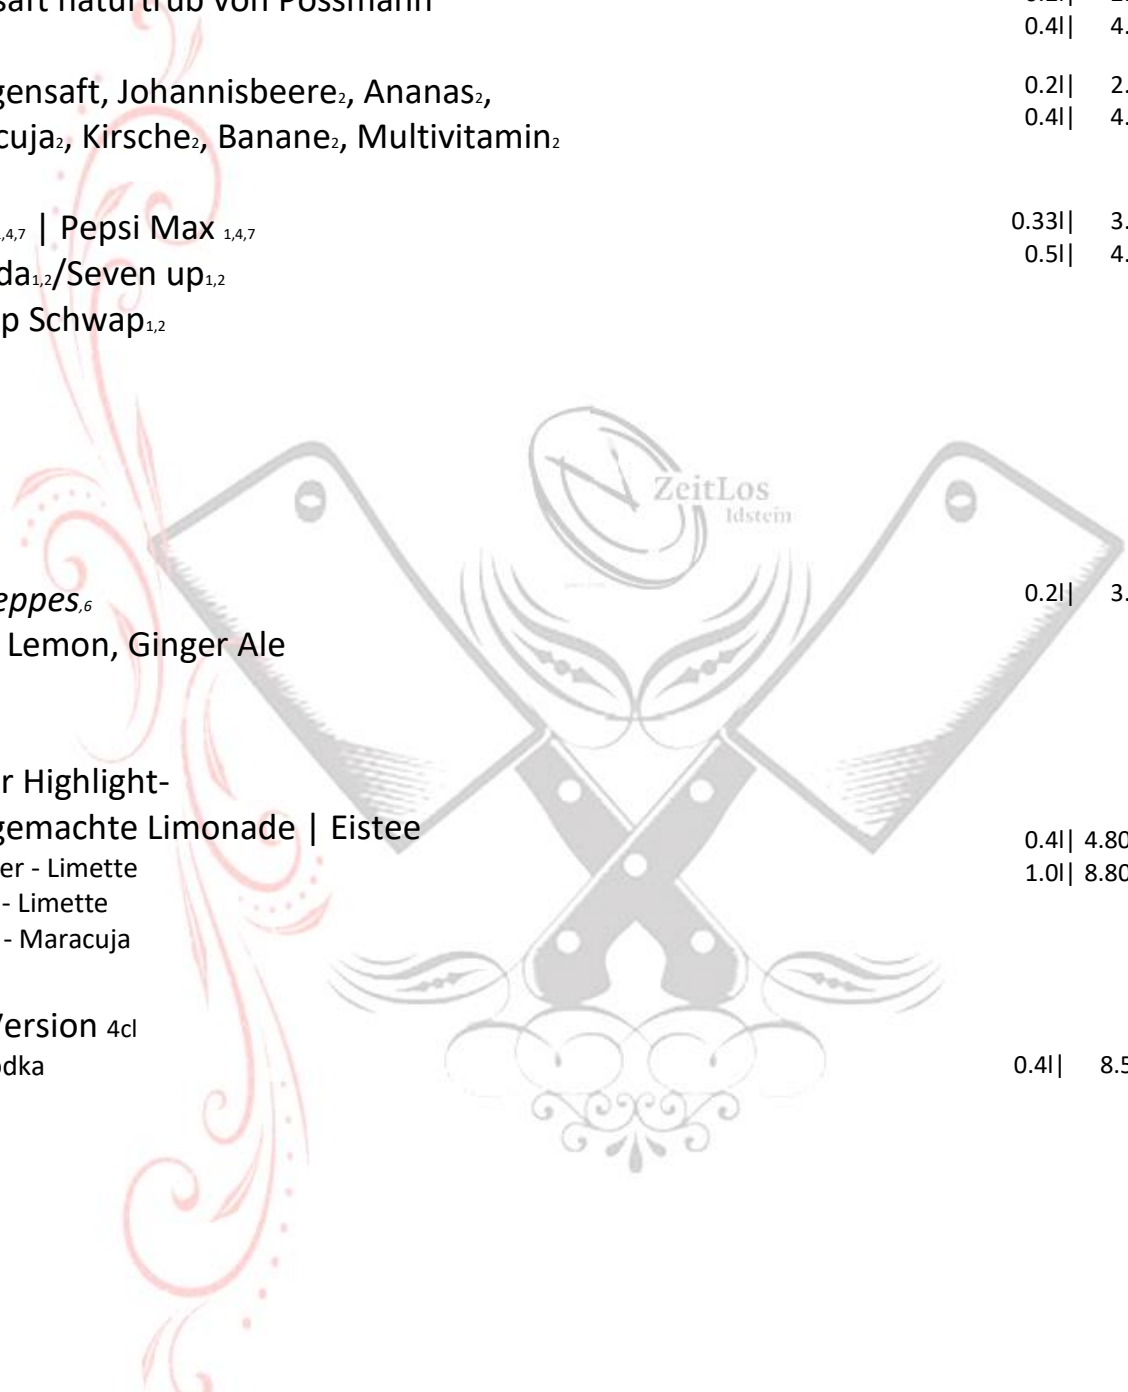 saft naturtrüb von Possmann
0.4l| 4.
gensaft, Johannisbeere2, Ananas2, 0.2l| 2.
cuja2, Kirsche2, Banane2, Multivitamin2 0.4l| 4.
,4,7 | Pepsi Max 1,4,7 0.33l| 3.
da1,2/Seven up1,2 0.5l| 4.
p Schwap1,2
ZeitLos
Idstein
eppes,6 0.2l| 3.
Lemon, Ginger Ale
r Highlight-
gemachte Limonade | Eistee 0.4l| 4.80
er - Limette 1.0l| 8.80
- Limette
- Maracuja
Version 4cl
odka 0.4l| 8.5